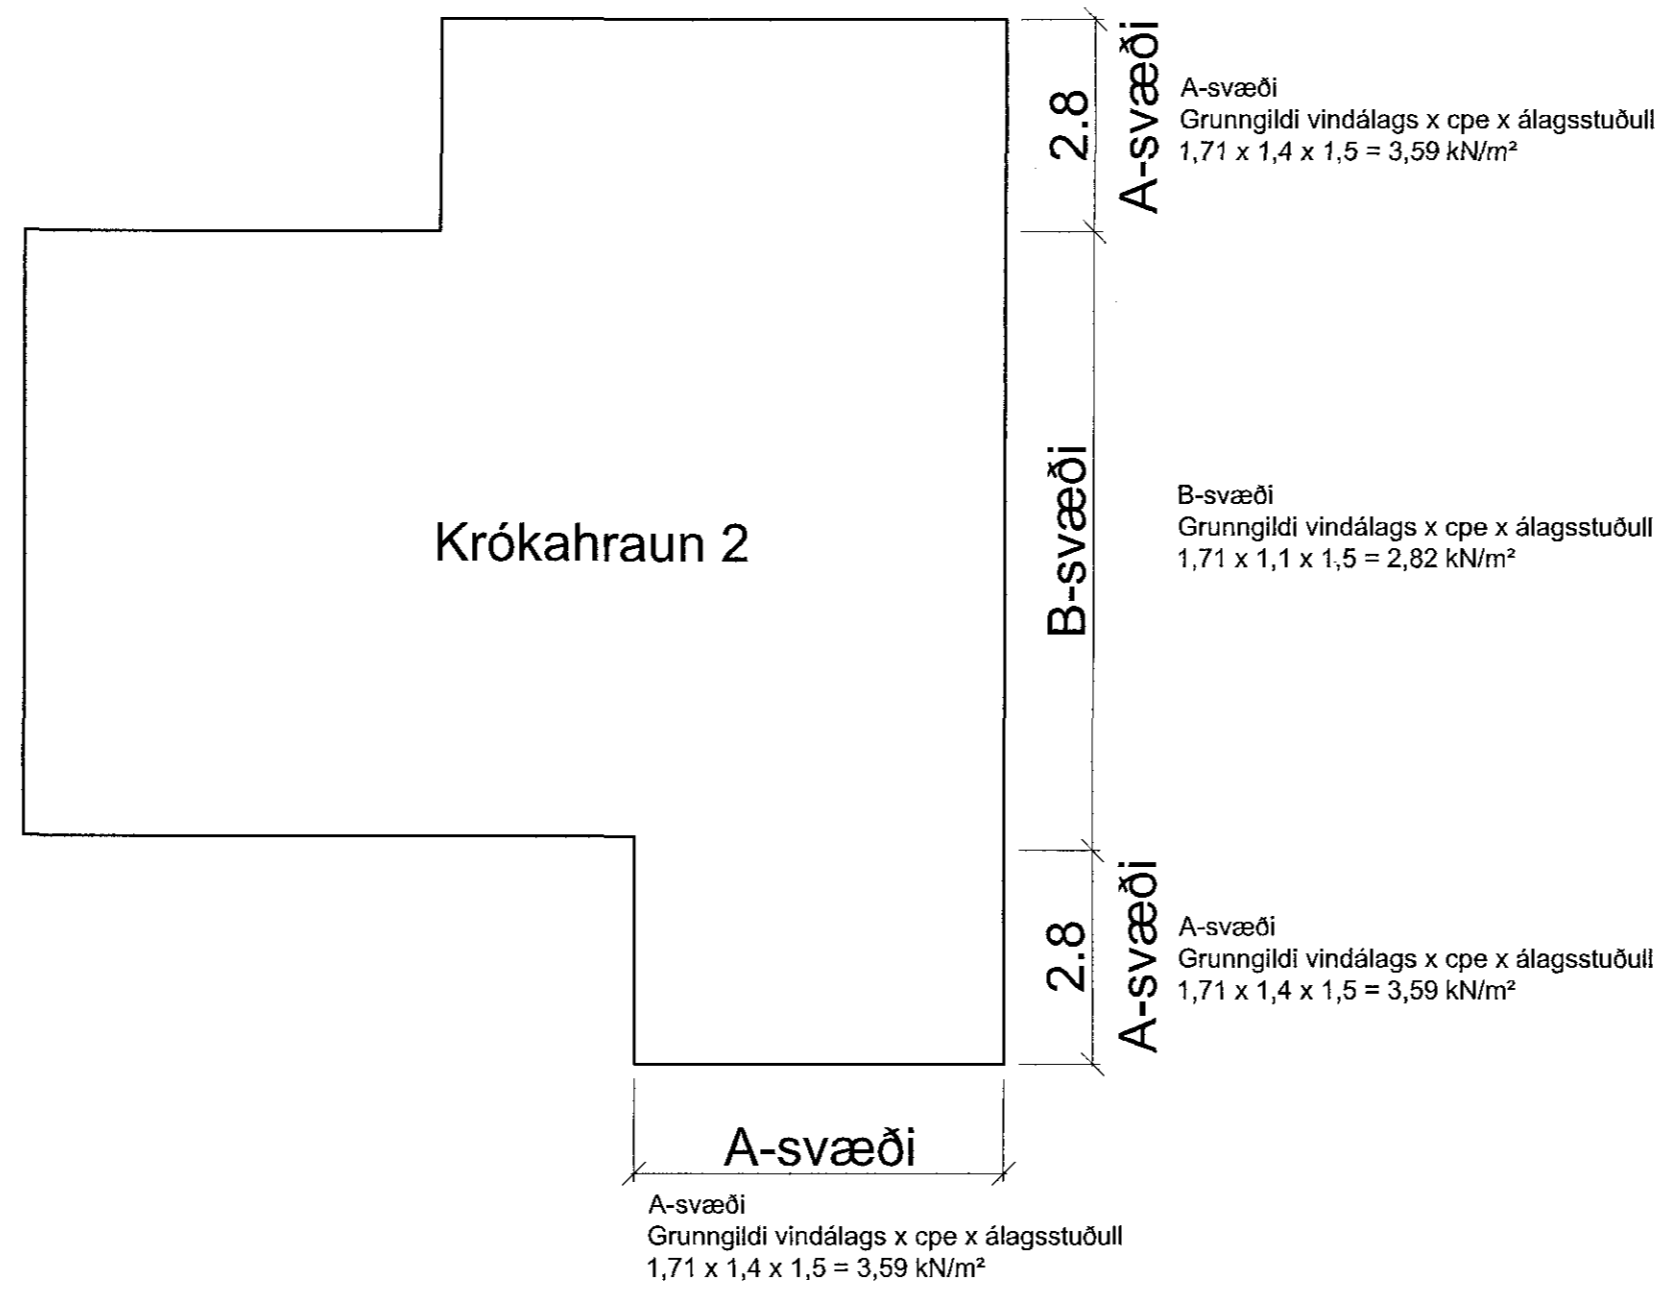 2.8
A-svæði
A-svæði
Grunngildi vindálags x cpe x álagsstuðull
1,71 x 1,4 x 1,5 = 3,59 kN/m²
Krókahraun 2
B-svæði
B-svæði
Grunngildi vindálags x cpe x álagsstuðull
1,71 x 1,1 x 1,5 = 2,82 kN/m²
2.8
A-svæði
A-svæði
Grunngildi vindálags x cpe x álagsstuðull
1,71 x 1,4 x 1,5 = 3,59 kN/m²
A-svæði
A-svæði
Grunngildi vindálags x cpe x álagsstuðull
1,71 x 1,4 x 1,5 = 3,59 kN/m²